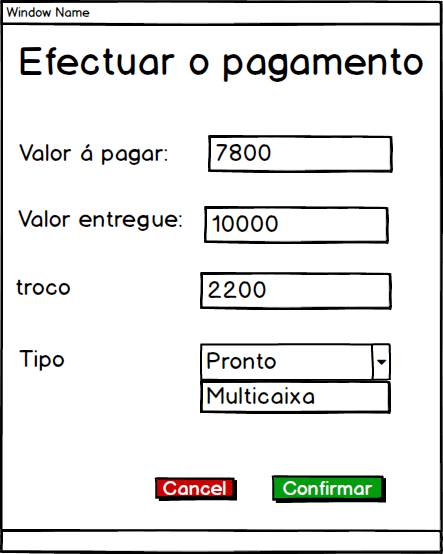 Window Name
Efectuar o pagamento
Valor á pagar: 7800
Valor entregue: 10000
troco 2200
Tipo Pronto
Multicaixa
Cancel Confirmar